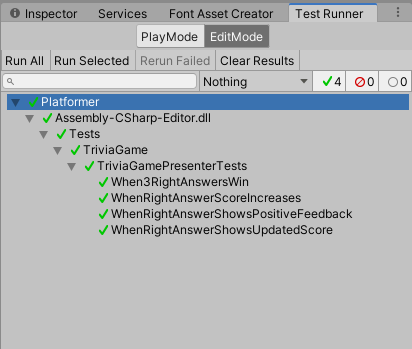 Inspector Services Font Asset Creator Test Runner
PlayMode EditMode
Run All Run Selected Rerun Failed Clear Results
Nothing 4 0 0
Platformer
Assembly-CSharp-Editor.dll
Tests
TriviaGame
TriviaGamePresenterTests
When3RightAnswersWin
WhenRightAnswerScoreIncreases
WhenRightAnswerShowsPositiveFeedback
WhenRightAnswerShowsUpdatedScore